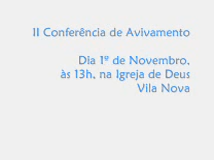 II Conferência de Avivamento
Dia 1º de Novembro,
às 13h, na Igreja de Deus
Vila Nova